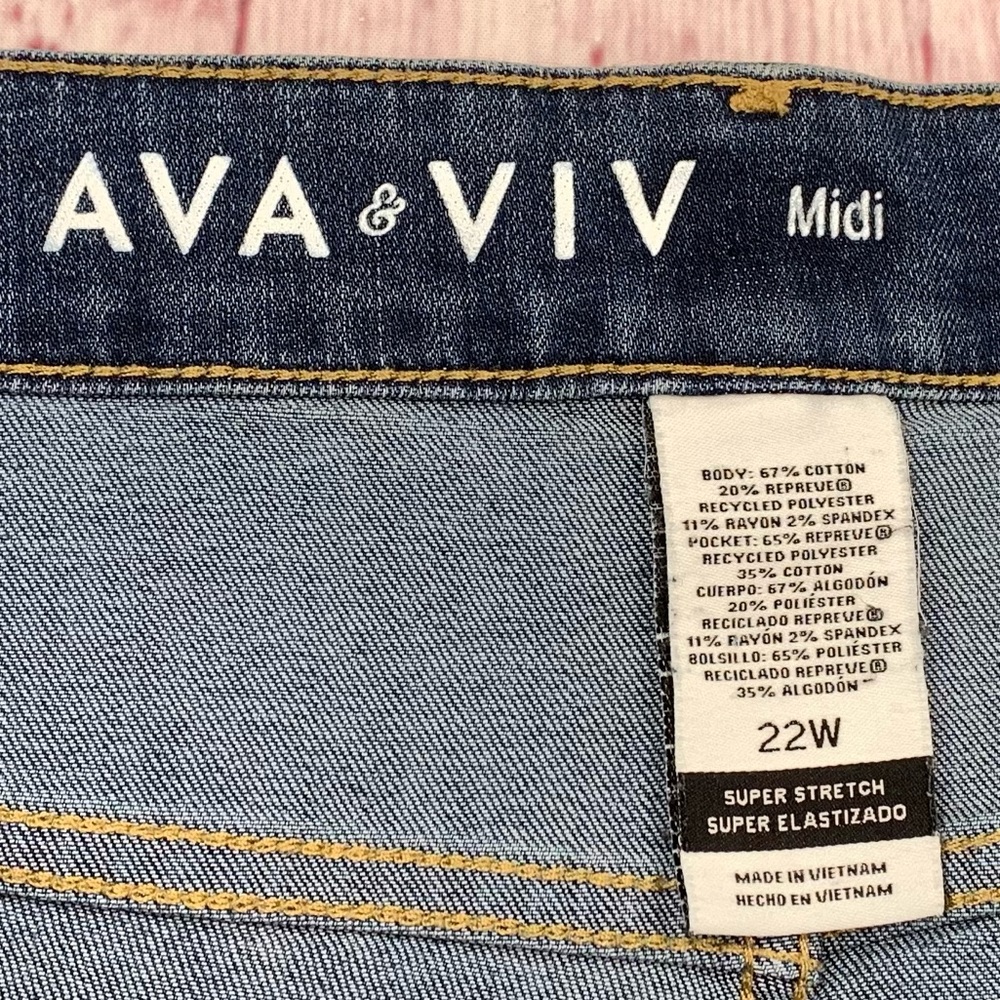 AVA & VIV Midi
BODY: 67% COTTON
20% REPREVE®
RECYCLED POLYESTER
11% RAYON 2% SPANDEX
POCKET: 65% REPREVE®
RECYCLED POLYESTER
35% COTTON
CUERPO: 67% ALGODÓN
20% POLIÉSTER
RECICLADO REPREVE®
11% RAYÓN 2% SPANDEX
BOLSILLO: 65% POLIÉSTER
RECICLADO REPREVE®
35% ALGODÓN
22W
SUPER STRETCH
SUPER ELASTIZADO
MADE IN VIETNAM
HECHO EN VIETNAM